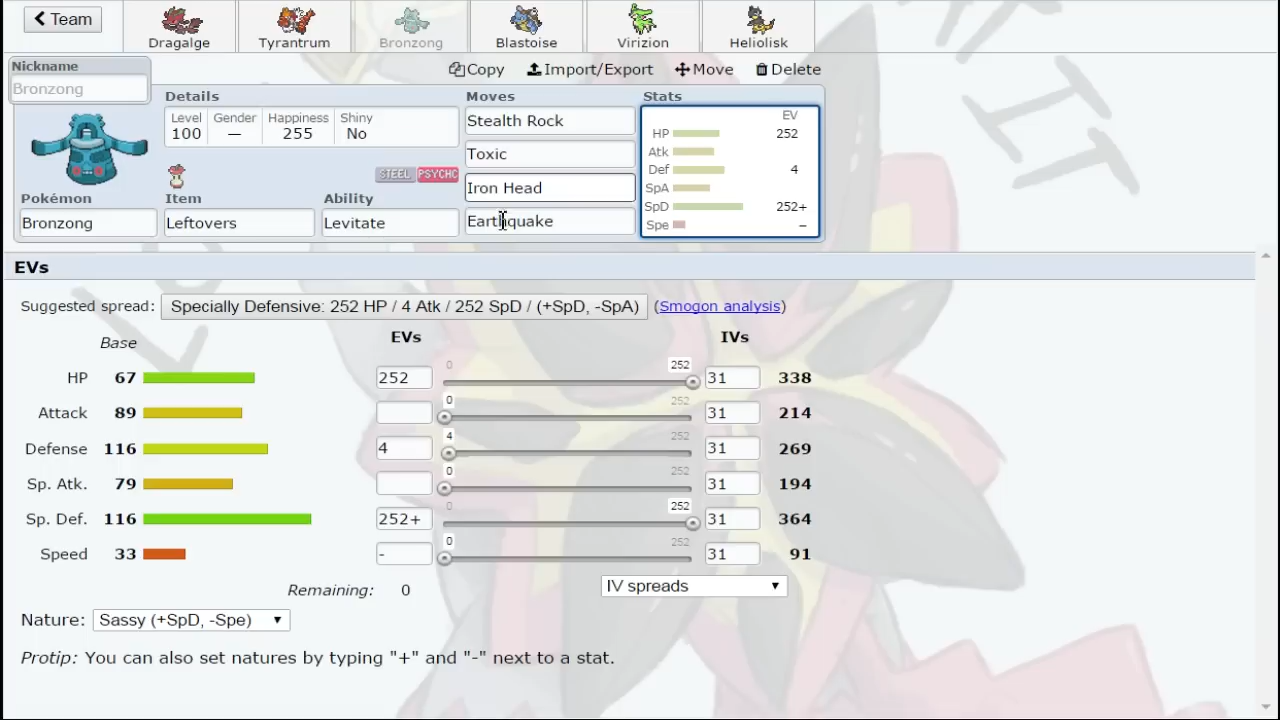 Team
Dragalge
Tyrantrum
Bronzong
Blastoise
Virizion
Heliolisk
Nickname
Bronzong
Copy
Import/Export
Move
Delete
Details
Moves
Stats
Level
100
Gender
—
Happiness
255
Shiny
No
STEEL
PSYCHC
Pokémon
Bronzong
Item
Leftovers
Ability
Levitate
Stealth Rock
Toxic
Iron Head
Earthquake
EV
HP 252
Atk
Def 4
SpA
SpD 252+
Spe –
EVs
Suggested spread: Specially Defensive: 252 HP / 4 Atk / 252 SpD / (+SpD, -SpA) (Smogon analysis)
Base EVs IVs
HP 67 252 0 252 31 338
Attack 89 0 252 31 214
Defense 116 4 4 252 31 269
Sp. Atk. 79 0 252 31 194
Sp. Def. 116 252+ 0 252 31 364
Speed 33 - 0 252 31 91
Remaining: 0
IV spreads
Nature: Sassy (+SpD, -Spe)
Protip: You can also set natures by typing "+" and "-" next to a stat.